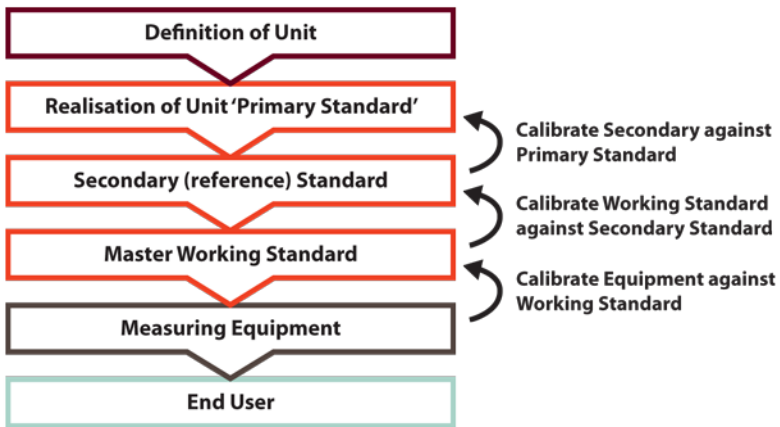 Definition of Unit
Realisation of Unit ‘Primary Standard’
Calibrate Secondary against
Primary Standard
Secondary (reference) Standard
Calibrate Working Standard
against Secondary Standard
Master Working Standard
Calibrate Equipment against
Working Standard
Measuring Equipment
End User